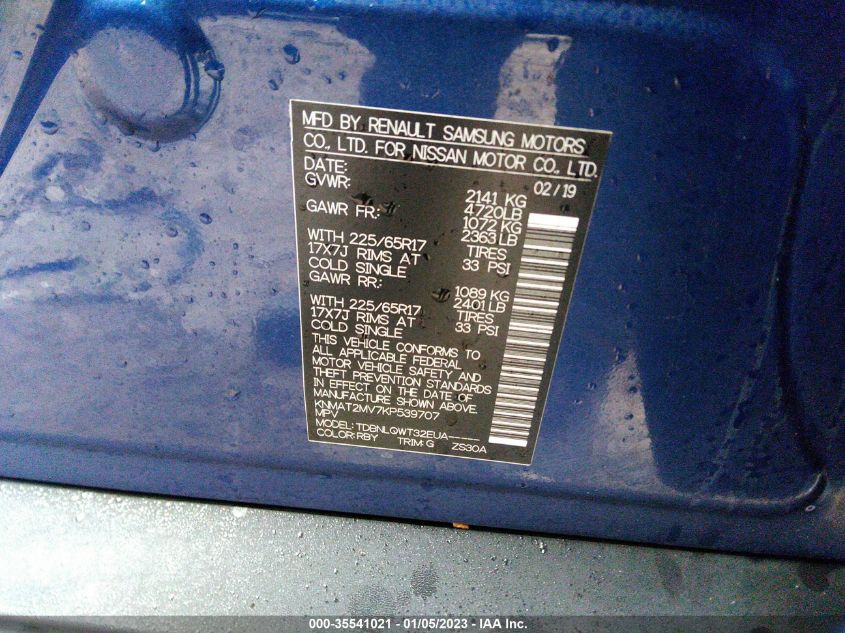 MFD BY RENAULT SAMSUNG MOTORS
CO., LTD. FOR NISSAN MOTOR CO., LTD.
DATE: 02/19
GVWR: 2141 KG
4720LB
GAWR FR: 1072 KG
2363 LB
WITH 225/65R17 TIRES
17X7J RIMS AT 33 PSI
COLD SINGLE
GAWR RR: 1089 KG
2401LB
WITH 225/65R17 TIRES
17X7J RIMS AT 33 PSI
COLD SINGLE
THIS VEHICLE CONFORMS TO
ALL APPLICABLE FEDERAL
MOTOR VEHICLE SAFETY AND
THEFT PREVENTION STANDARDS
IN EFFECT ON THE DATE OF
MANUFACTURE SHOWN ABOVE.
KNMAT2MV7KP539707
MPV
MODEL: TDBNLQWT32EUA-----
COLOR:RBY TRIM: G ZS30A
000-35541021 - 01/05/2023 - IAA Inc.